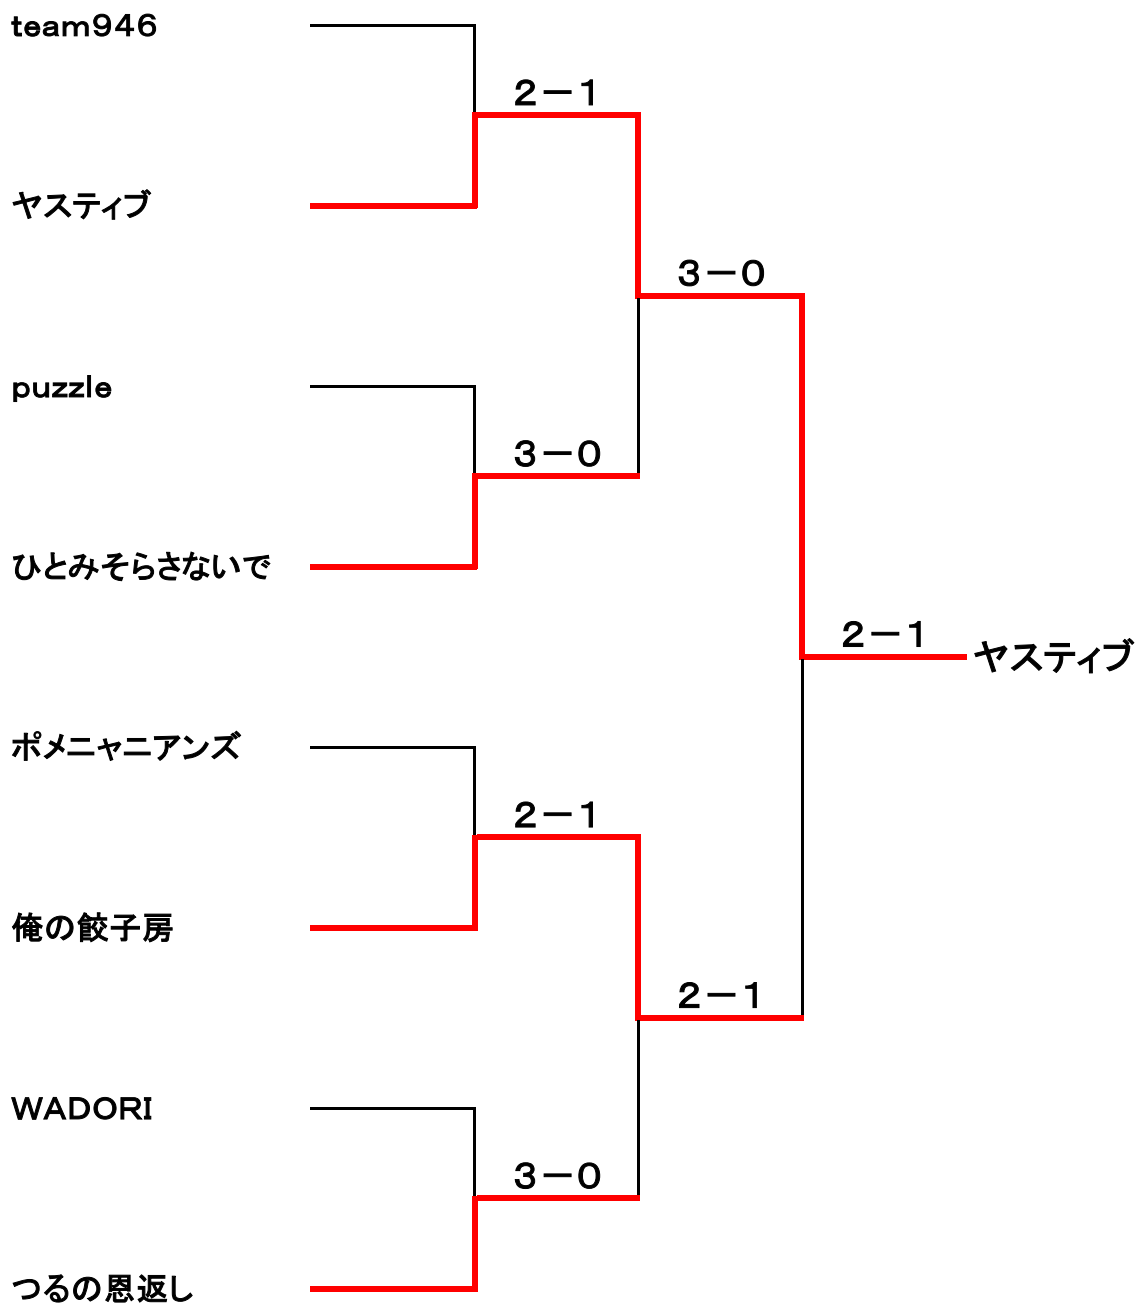 team946
2－1
ヤスティブ
3－0
puzzle
3－0
ひとみそらさないで
2－1
ヤスティブ
ポメニャニアンズ
2－1
俺の餃子房
2－1
WADORI
3－0
つるの恩返し